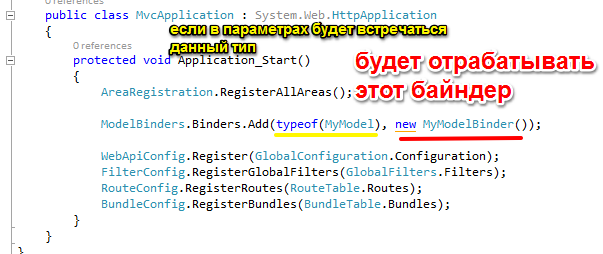 0 references
public class MvcApplication : System.Web.HttpApplication
{
если в параметрах будет встречаться
данный тип
0 references
protected void Application_Start()
будет отрабатывать
этот байндер
{
AreaRegistration.RegisterAllAreas();
ModelBinders.Binders.Add(typeof(MyModel), new MyModelBinder());
WebApiConfig.Register(GlobalConfiguration.Configuration);
FilterConfig.RegisterGlobalFilters(GlobalFilters.Filters);
RouteConfig.RegisterRoutes(RouteTable.Routes);
BundleConfig.RegisterBundles(BundleTable.Bundles);
}
}
}